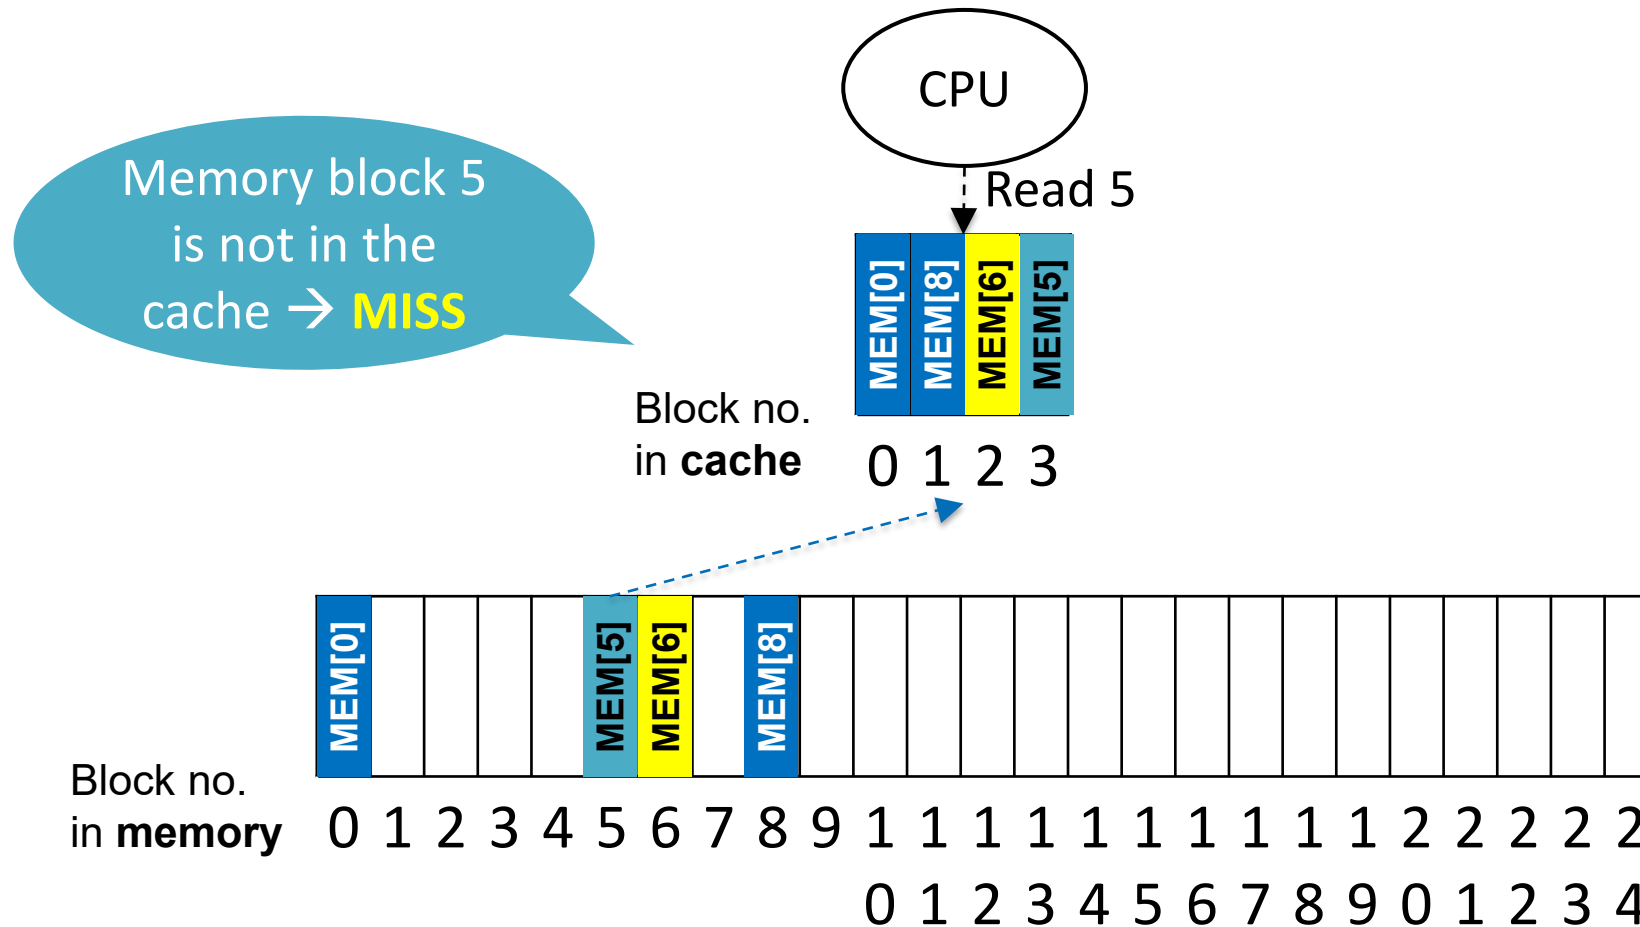 CPU
Read 5
Memory block 5
is not in the
cache → MISS
MEM[0] MEM[8] MEM[6] MEM[5]
Block no.
in cache
0 1 2 3
MEM[0] MEM[5] MEM[6] MEM[8]
Block no.
in memory
0 1 2 3 4 5 6 7 8 9 1 1 1 1 1 1 1 1 1 1 2 2 2 2 2
0 1 2 3 4 5 6 7 8 9 0 1 2 3 4